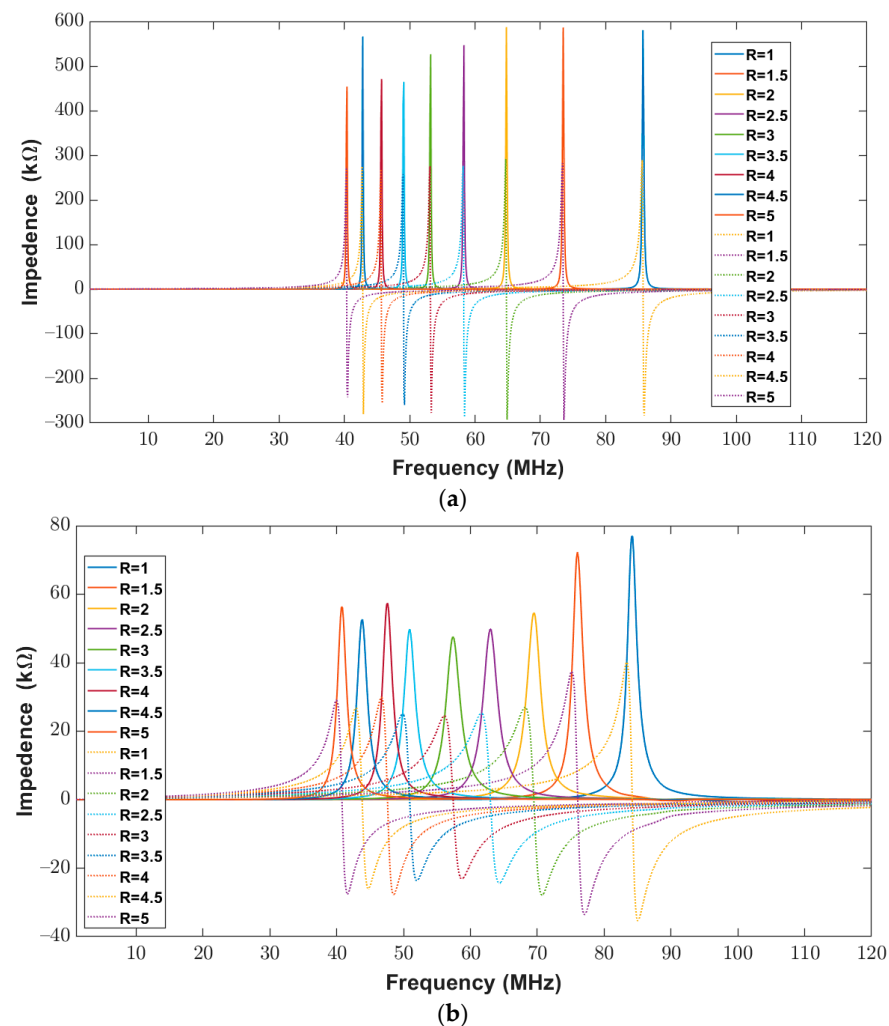 600
500
400
300
200
100
0
−100
−200
−300
Impedence (kΩ)
R=1
R=1.5
R=2
R=2.5
R=3
R=3.5
R=4
R=4.5
R=5
R=1
R=1.5
R=2
R=2.5
R=3
R=3.5
R=4
R=4.5
R=5
10 20 30 40 50 60 70 80 90 100 110 120
Frequency (MHz)
(a)
80
60
40
20
0
−20
−40
Impedence (kΩ)
R=1
R=1.5
R=2
R=2.5
R=3
R=3.5
R=4
R=4.5
R=5
R=1
R=1.5
R=2
R=2.5
R=3
R=3.5
R=4
R=4.5
R=5
10 20 30 40 50 60 70 80 90 100 110 120
Frequency (MHz)
(b)